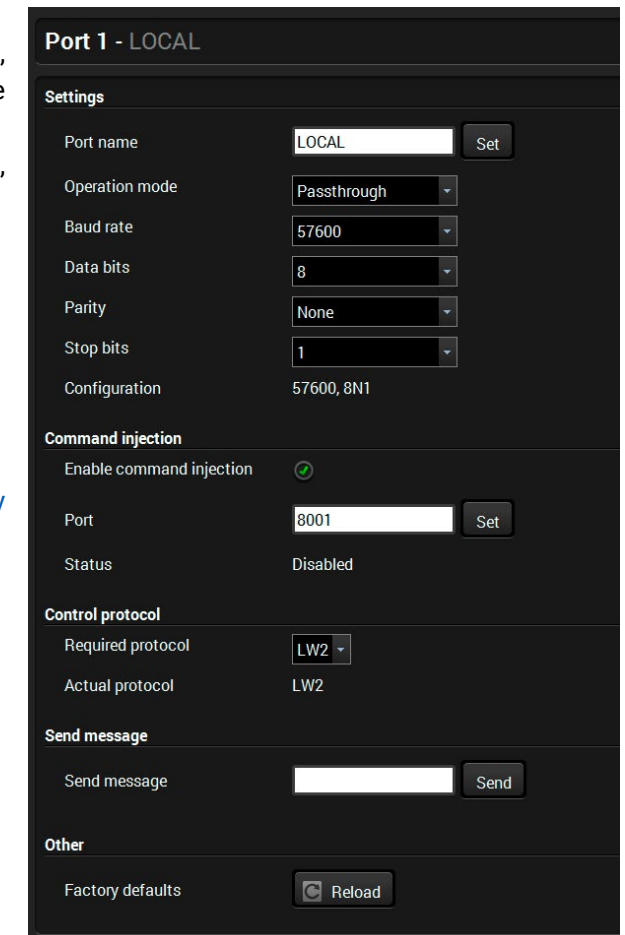 Port 1 - LOCAL
,
e
Settings
Port name LOCAL Set
,
Operation mode Passthrough
Baud rate 57600
Data bits 8
Parity None
Stop bits 1
Configuration 57600, 8N1
Command injection
Enable command injection
y
Port 8001 Set
Status Disabled
Control protocol
Required protocol LW2
Actual protocol LW2
Send message
Send message Send
Other
Factory defaults Reload